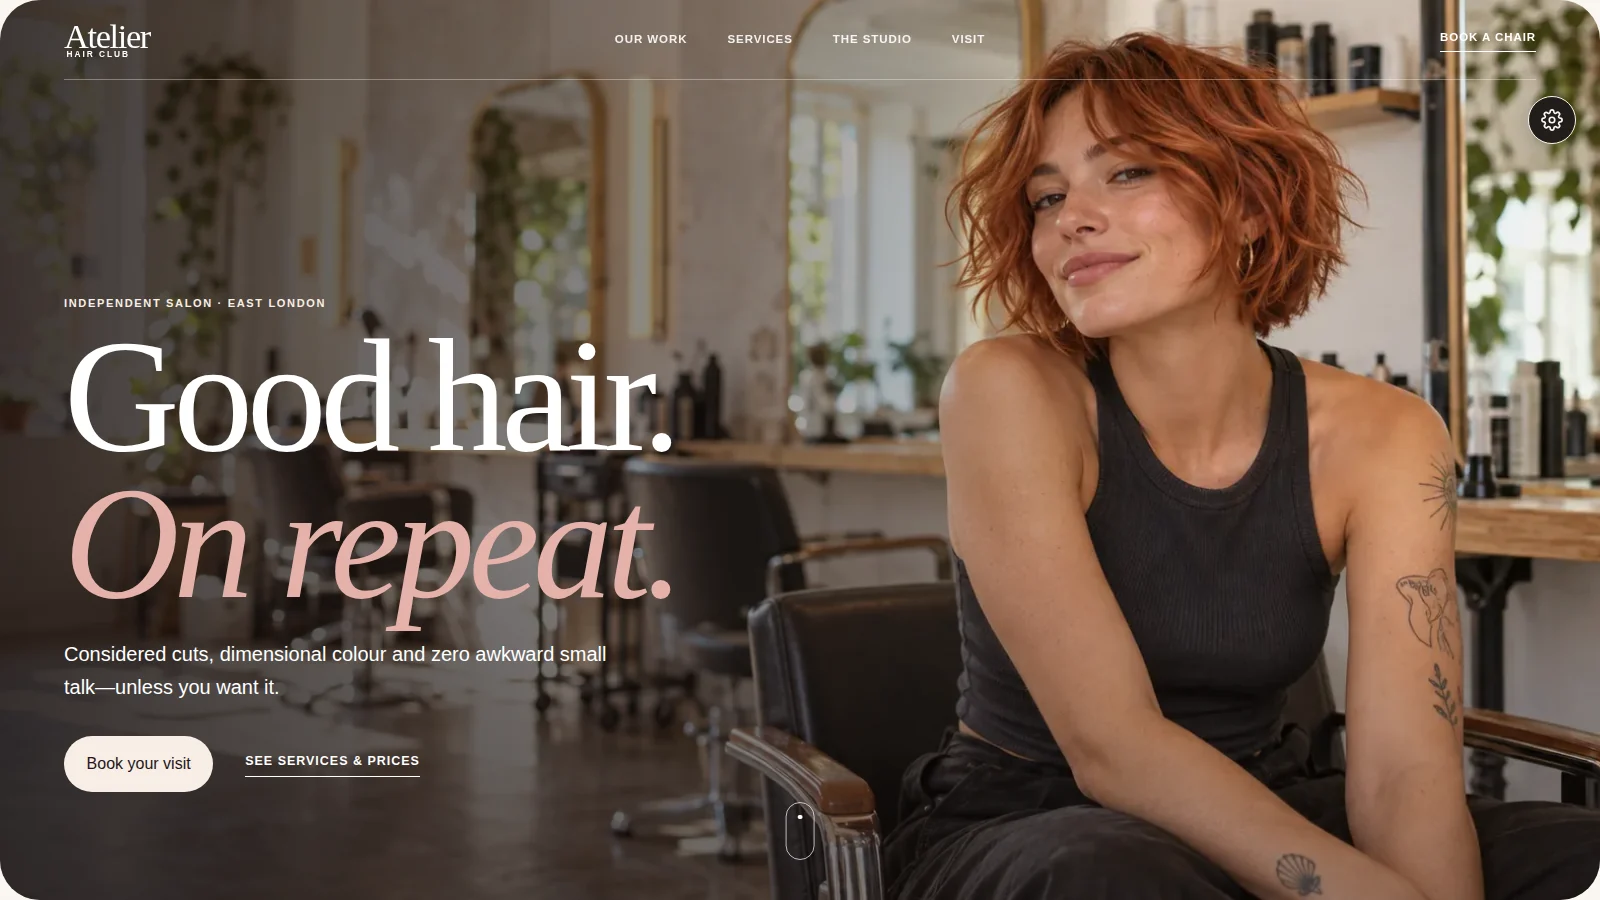 Atelier
HAIR CLUB
OUR WORK
SERVICES
THE STUDIO
VISIT
BOOK A CHAIR
INDEPENDENT SALON · EAST LONDON
Good hair.
On repeat.
Considered cuts, dimensional colour and zero awkward small
talk—unless you want it.
Book your visit
SEE SERVICES & PRICES